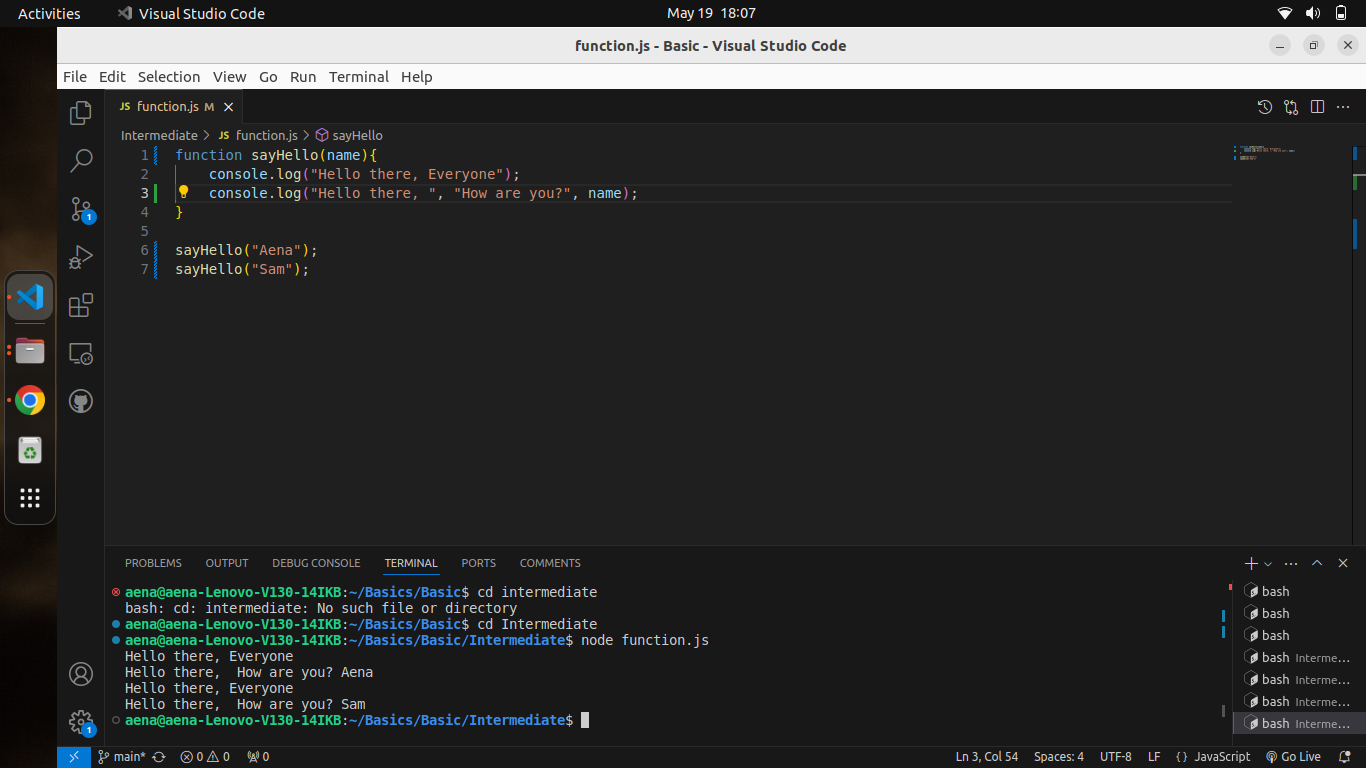 Activities Visual Studio Code May 19 18:07
function.js - Basic - Visual Studio Code
File Edit Selection View Go Run Terminal Help
JS function.js M
Intermediate > JS function.js > sayHello
1 function sayHello(name){
2 console.log("Hello there, Everyone");
3 console.log("Hello there, ", "How are you?", name);
4 }
5
6 sayHello("Aena");
7 sayHello("Sam");
1
PROBLEMS OUTPUT DEBUG CONSOLE TERMINAL PORTS COMMENTS
aena@aena-Lenovo-V130-14IKB:~/Basics/Basic$ cd intermediate
bash: cd: intermediate: No such file or directory
aena@aena-Lenovo-V130-14IKB:~/Basics/Basic$ cd Intermediate
aena@aena-Lenovo-V130-14IKB:~/Basics/Basic/Intermediate$ node function.js
Hello there, Everyone
Hello there,  How are you? Aena
Hello there, Everyone
Hello there,  How are you? Sam
aena@aena-Lenovo-V130-14IKB:~/Basics/Basic/Intermediate$
bash
bash
bash
bash Interme...
bash Interme...
bash Interme...
bash Interme...
1
main* 0 0 0 Ln 3, Col 54 Spaces: 4 UTF-8 LF {} JavaScript Go Live